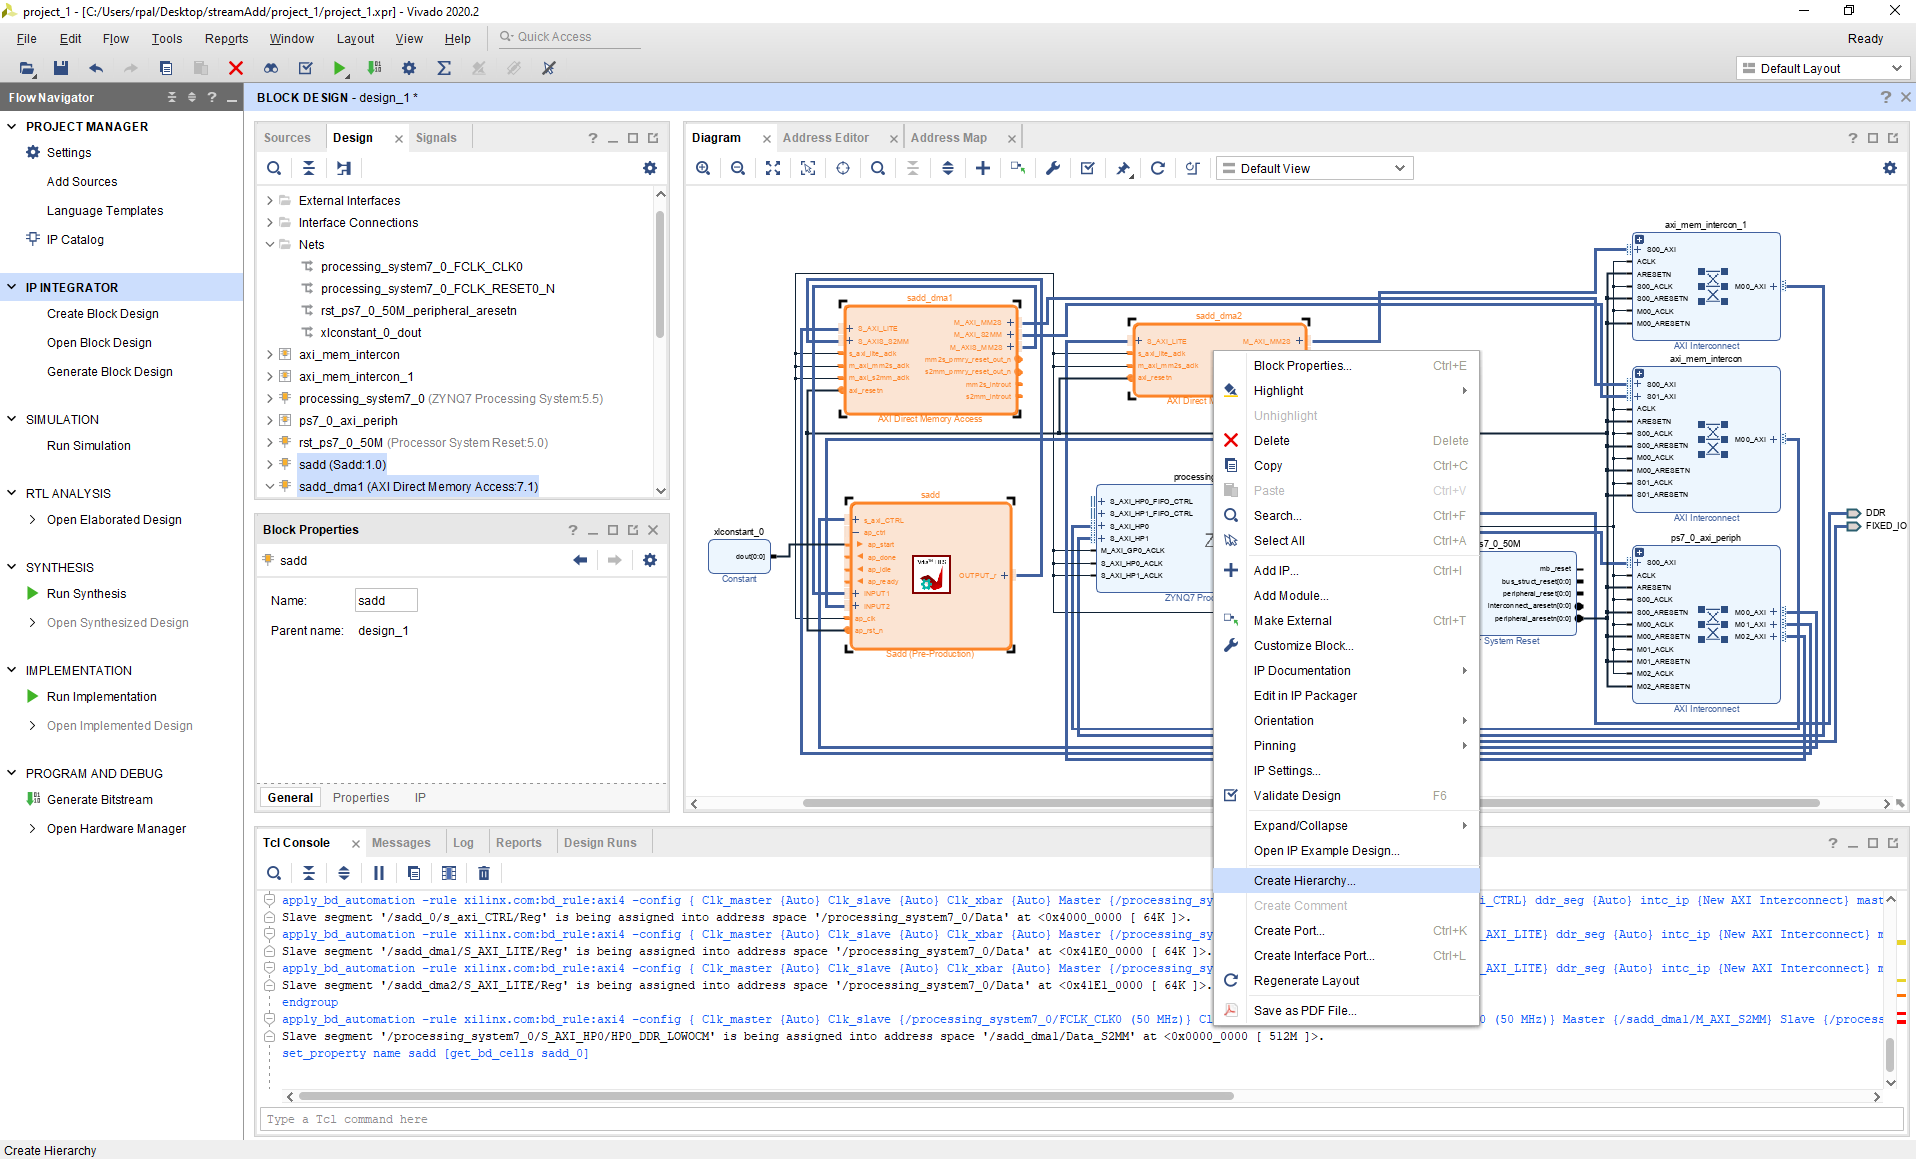 project_1 - [C:/Users/rpal/Desktop/streamAdd/project_1/project_1.xpr] - Vivado 2020.2
File Edit Flow Tools Reports Window Layout View Help Quick Access Ready
Default Layout
Flow Navigator
PROJECT MANAGER
Settings
Add Sources
Language Templates
IP Catalog
IP INTEGRATOR
Create Block Design
Open Block Design
Generate Block Design
SIMULATION
Run Simulation
RTL ANALYSIS
Open Elaborated Design
SYNTHESIS
Run Synthesis
Open Synthesized Design
IMPLEMENTATION
Run Implementation
Open Implemented Design
PROGRAM AND DEBUG
Generate Bitstream
Open Hardware Manager
BLOCK DESIGN - design_1 *
Sources Design Signals
External Interfaces
Interface Connections
Nets
processing_system7_0_FCLK_CLK0
processing_system7_0_FCLK_RESET0_N
rst_ps7_0_50M_peripheral_aresetn
xlconstant_0_dout
axi_mem_intercon
axi_mem_intercon_1
processing_system7_0 (ZYNQ7 Processing System:5.5)
ps7_0_axi_periph
rst_ps7_0_50M (Processor System Reset:5.0)
sadd (Sadd:1.0)
sadd_dma1 (AXI Direct Memory Access:7.1)
Block Properties
sadd
Name: sadd
Parent name: design_1
General Properties IP
Diagram Address Editor Address Map
Default View
sadd_dma1
S_AXI_LITE
S_AXIS_S2MM
s_axi_lite_aclk
m_axi_mm2s_aclk
m_axi_s2mm_aclk
axi_resetn
M_AXI_MM2S
M_AXI_S2MM
M_AXIS_MM2S
mm2s_prmry_reset_out_n
s2mm_prmry_reset_out_n
mm2s_introut
s2mm_introut
AXI Direct Memory Access
sadd_dma2
S_AXI_LITE
s_axi_lite_aclk
m_axi_mm2s_aclk
axi_resetn
M_AXI_MM2S
AXI Direct M
sadd
s_axi_CTRL
ap_ctrl
ap_start
ap_done
ap_idle
ap_ready
INPUT1
INPUT2
ap_clk
ap_rst_n
OUTPUT_r
Sadd (Pre-Production)
xlconstant_0
dout[0:0]
Constant
processing
S_AXI_HP0_FIFO_CTRL
S_AXI_HP1_FIFO_CTRL
S_AXI_HP0
S_AXI_HP1
M_AXI_GP0_ACLK
S_AXI_HP0_ACLK
S_AXI_HP1_ACLK
ZYNQ7 Pro
s7_0_50M
mb_reset
bus_struct_reset[0:0]
peripheral_reset[0:0]
interconnect_aresetn[0:0]
peripheral_aresetn[0:0]
System Reset
axi_mem_intercon_1
S00_AXI
ACLK
ARESETN
S00_ACLK
S00_ARESETN
M00_ACLK
M00_ARESETN
M00_AXI
AXI Interconnect
axi_mem_intercon
S00_AXI
S01_AXI
ACLK
ARESETN
S00_ACLK
S00_ARESETN
M00_ACLK
M00_ARESETN
S01_ACLK
S01_ARESETN
M00_AXI
AXI Interconnect
ps7_0_axi_periph
S00_AXI
ACLK
ARESETN
S00_ACLK
S00_ARESETN
M00_ACLK
M00_ARESETN
M01_ACLK
M01_ARESETN
M02_ACLK
M02_ARESETN
M00_AXI
M01_AXI
M02_AXI
AXI Interconnect
DDR
FIXED_IO
Block Properties... Ctrl+E
Highlight
Unhighlight
Delete Delete
Copy Ctrl+C
Paste Ctrl+V
Search... Ctrl+F
Select All Ctrl+A
Add IP... Ctrl+I
Add Module...
Make External Ctrl+T
Customize Block...
IP Documentation
Edit in IP Packager
Orientation
Pinning
IP Settings...
Validate Design F6
Expand/Collapse
Open IP Example Design...
Create Hierarchy...
Create Comment
Create Port... Ctrl+K
Create Interface Port... Ctrl+L
Regenerate Layout
Save as PDF File...
Tcl Console Messages Log Reports Design Runs
apply_bd_automation -rule xilinx.com:bd_rule:axi4 -config { Clk_master {Auto} Clk_slave {Auto} Clk_xbar {Auto} Master {/processing_sy i_CTRL} ddr_seg {Auto} intc_ip {New AXI Interconnect} mast
Slave segment '/sadd_0/s_axi_CTRL/Reg' is being assigned into address space '/processing_system7_0/Data' at <0x4000_0000 [ 64K ]>.
apply_bd_automation -rule xilinx.com:bd_rule:axi4 -config { Clk_master {Auto} Clk_slave {Auto} Clk_xbar {Auto} Master {/processing_sy _AXI_LITE} ddr_seg {Auto} intc_ip {New AXI Interconnect} m
Slave segment '/sadd_dma1/S_AXI_LITE/Reg' is being assigned into address space '/processing_system7_0/Data' at <0x41E0_0000 [ 64K ]>.
apply_bd_automation -rule xilinx.com:bd_rule:axi4 -config { Clk_master {Auto} Clk_slave {Auto} Clk_xbar {Auto} Master {/processing_sy _AXI_LITE} ddr_seg {Auto} intc_ip {New AXI Interconnect} m
Slave segment '/sadd_dma2/S_AXI_LITE/Reg' is being assigned into address space '/processing_system7_0/Data' at <0x41E1_0000 [ 64K ]>.
endgroup
apply_bd_automation -rule xilinx.com:bd_rule:axi4 -config { Clk_master {Auto} Clk_slave {/processing_system7_0/FCLK_CLK0 (50 MHz)} Cl 0 (50 MHz)} Master {/sadd_dma1/M_AXI_S2MM} Slave {/process
Slave segment '/processing_system7_0/S_AXI_HP0/HP0_DDR_LOWOCM' is being assigned into address space '/sadd_dma1/Data_S2MM' at <0x0000_0000 [ 512M ]>.
set_property name sadd [get_bd_cells sadd_0]
Type a Tcl command here
Create Hierarchy